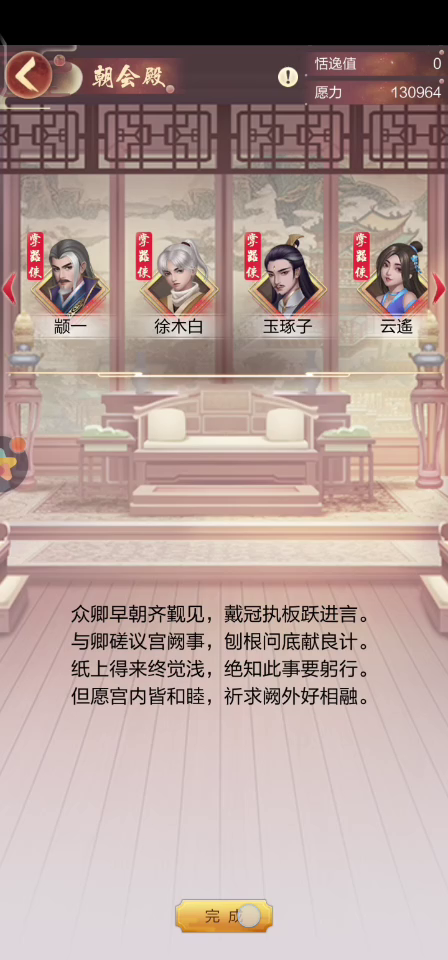 朝会殿
恬逸值 0
愿力 130964
掌器使 掌器使 掌器使 掌器使
颛一 徐木白 玉琢子 云遙
众卿早朝齐觐见，戴冠执板跃进言。
与卿磋议宫阙事，刨根问底献良计。
纸上得来终觉浅，绝知此事要躬行。
但愿宫内皆和睦，祈求阙外好相融。
完成